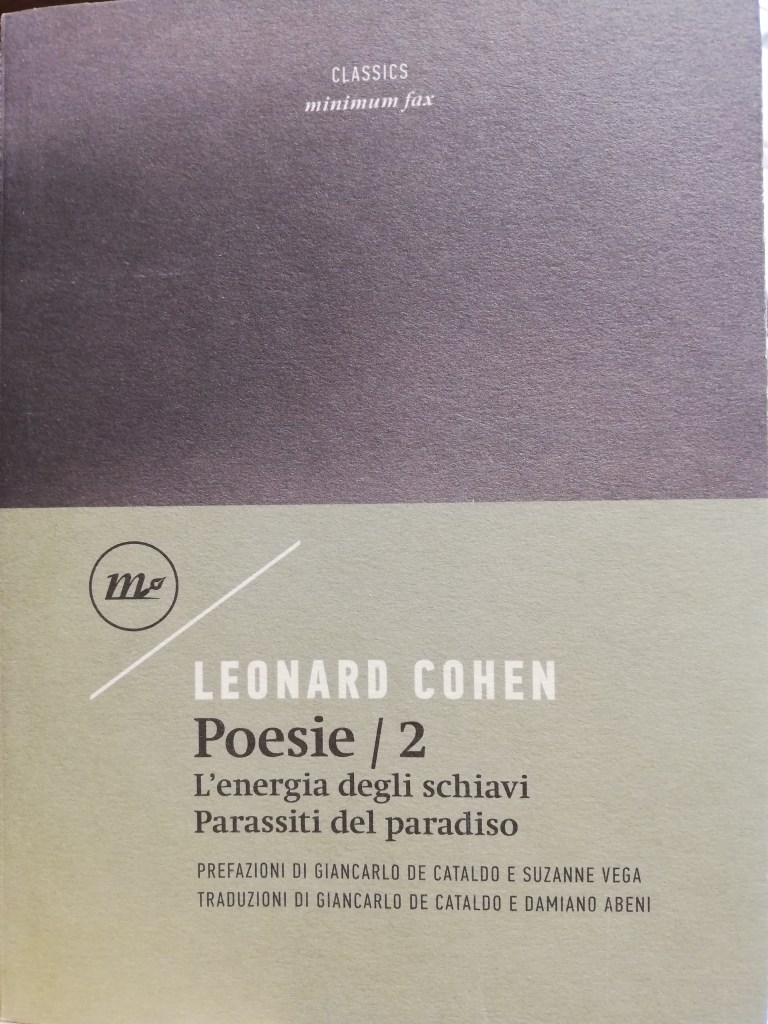 CLASSICS
minimum fax
m
LEONARD COHEN
Poesie / 2
L'energia degli schiavi
Parassiti del paradiso
PREFAZIONI DI GIANCARLO DE CATALDO E SUZANNE VEGA
TRADUZIONI DI GIANCARLO DE CATALDO E DAMIANO ABENI